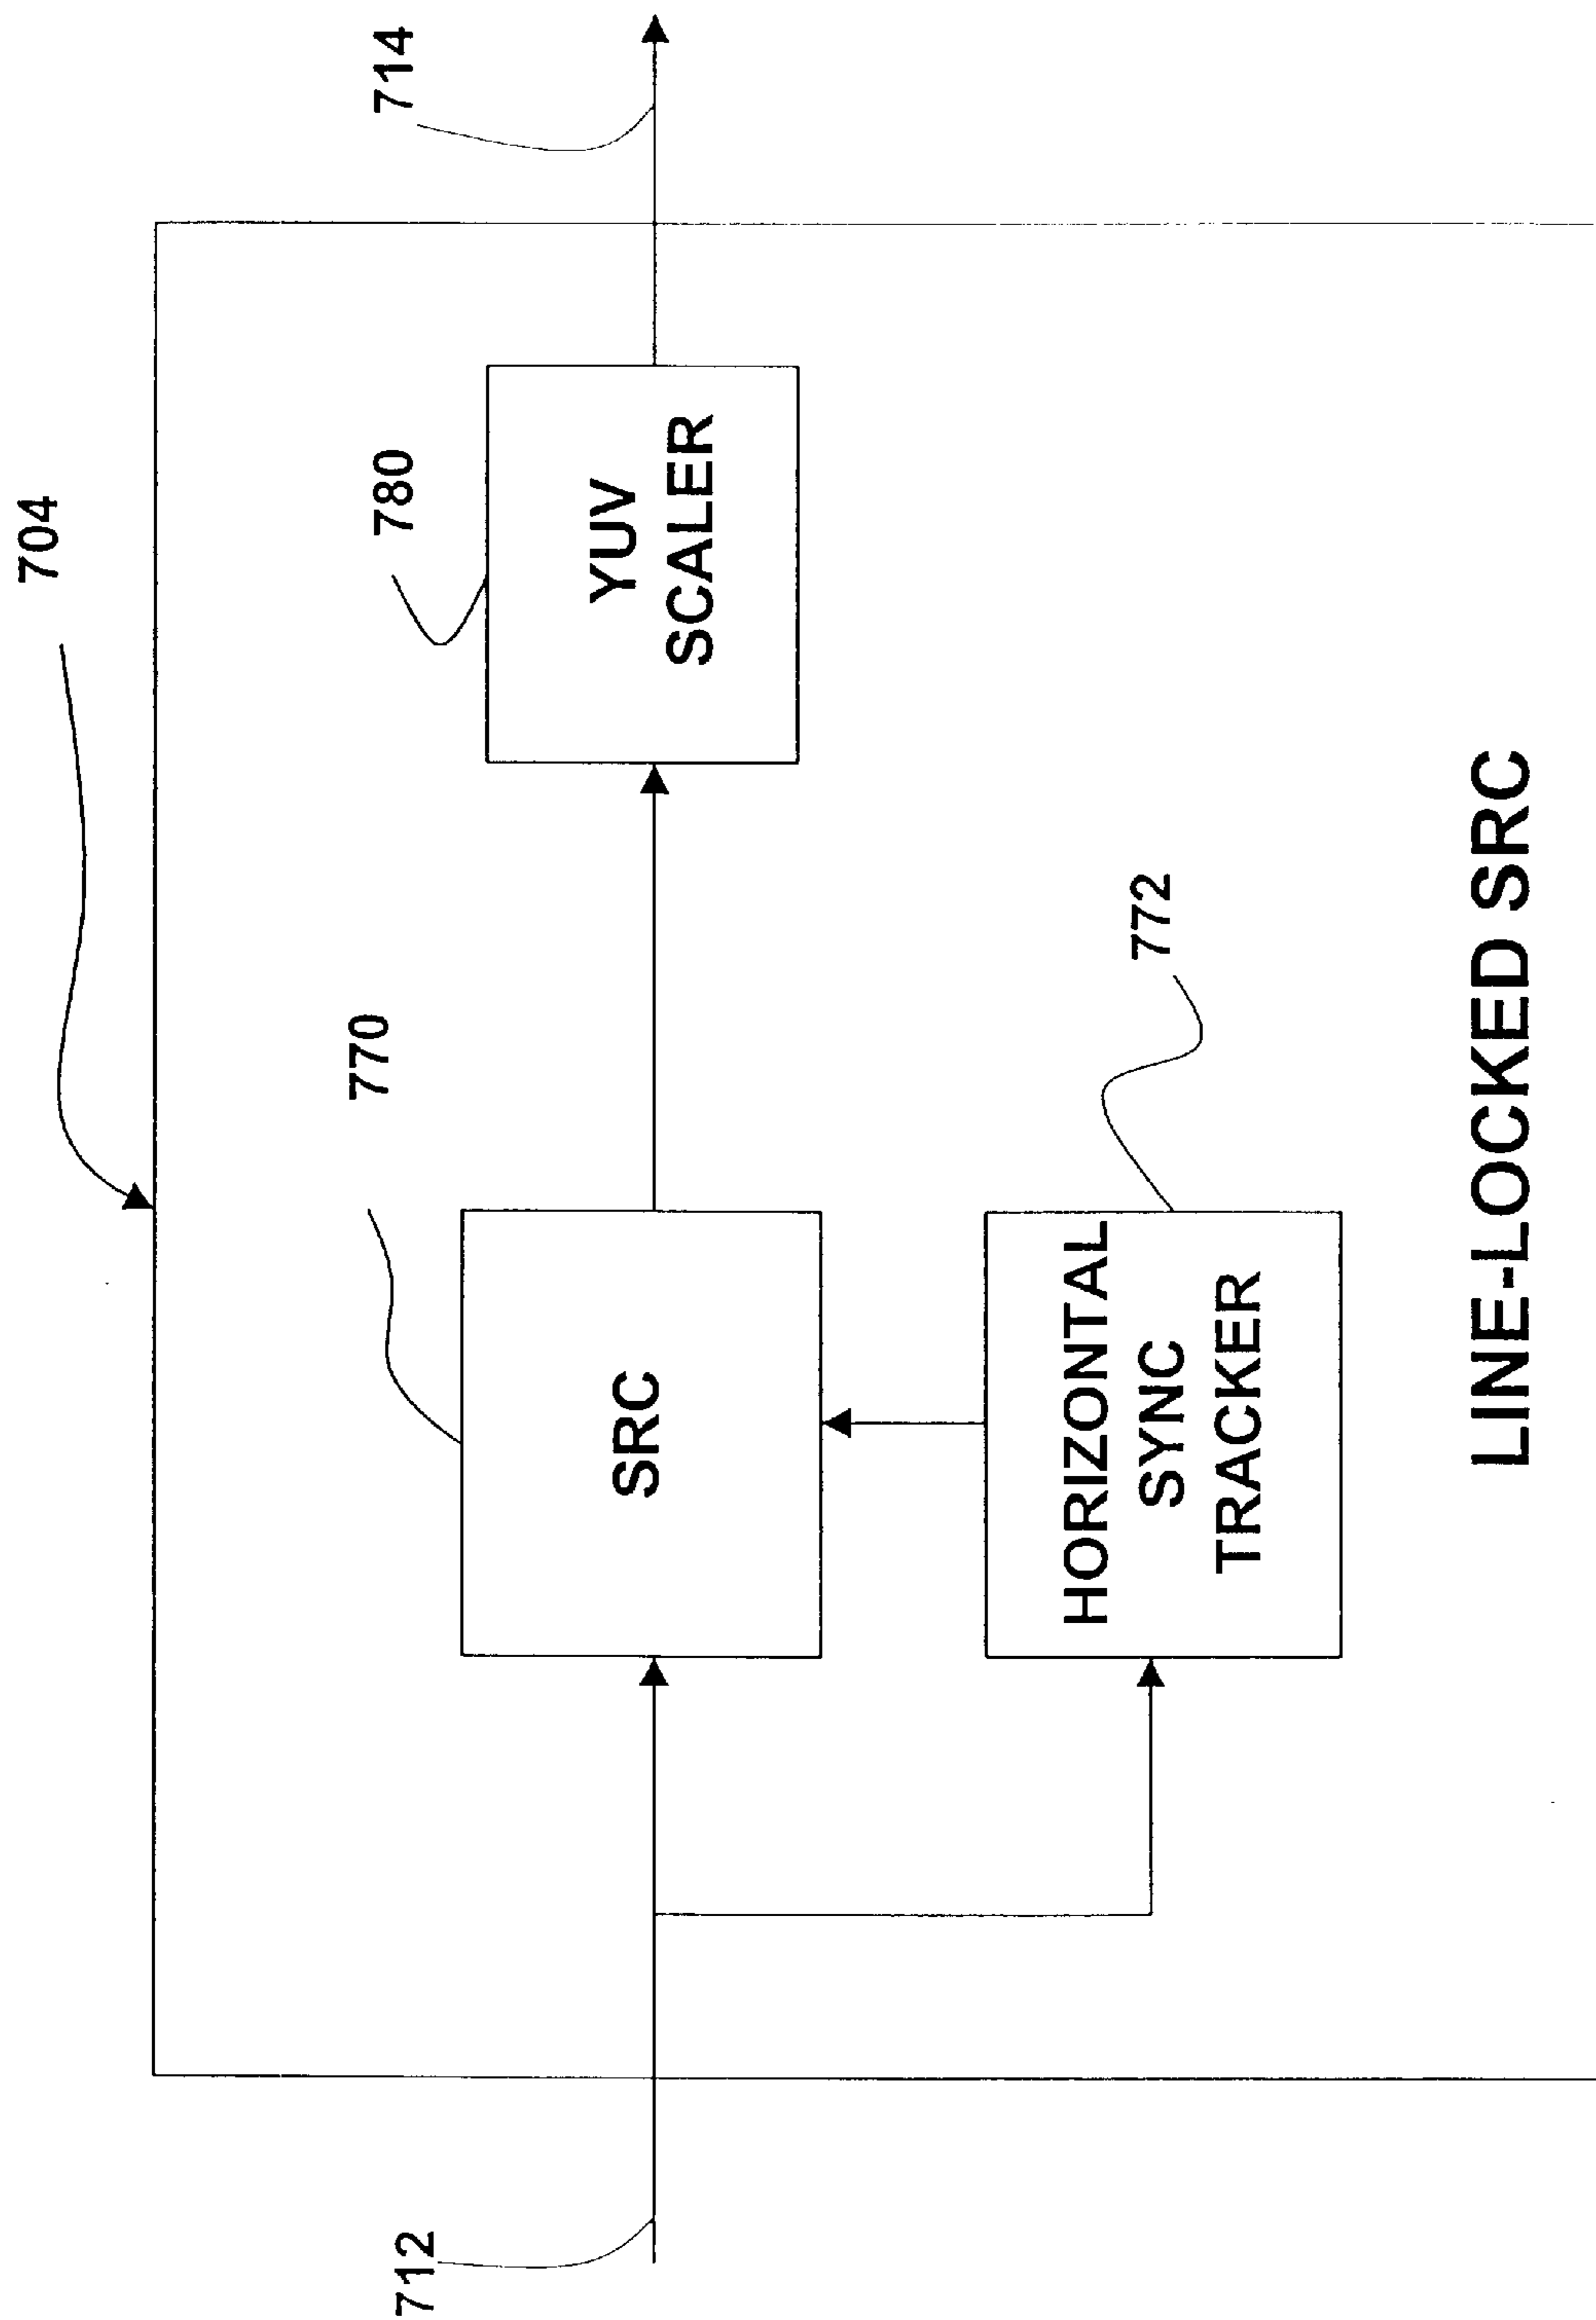 704
714
780
YUV
SCALER
770
SRC
712
772
HORIZONTAL
SYNC
TRACKER
LINE-LOCKED SRC